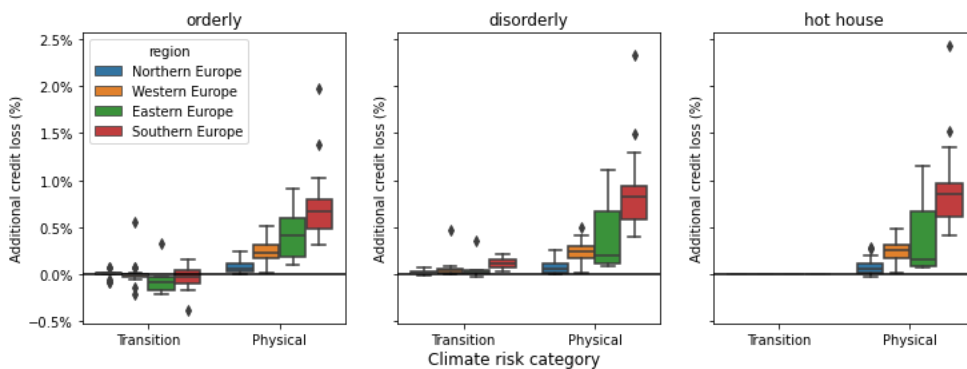 orderly
disorderly
hot house
Additional credit loss (%)
2.5%
2.0%
1.5%
1.0%
0.5%
0.0%
−0.5%
region
Northern Europe
Western Europe
Eastern Europe
Southern Europe
Transition
Physical
Additional credit loss (%)
Transition
Physical
Additional credit loss (%)
Transition
Physical
Climate risk category